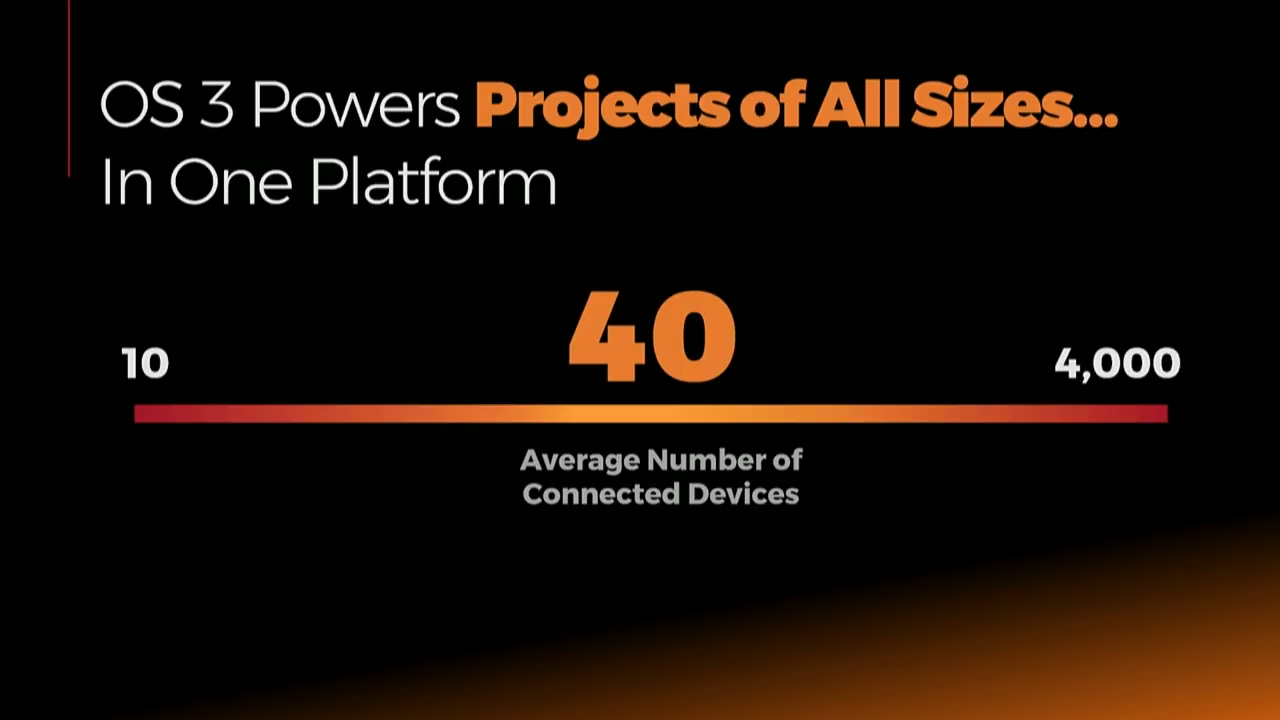 OS 3 Powers Projects of All Sizes...
In One Platform
40
10
4,000
Average Number of
Connected Devices